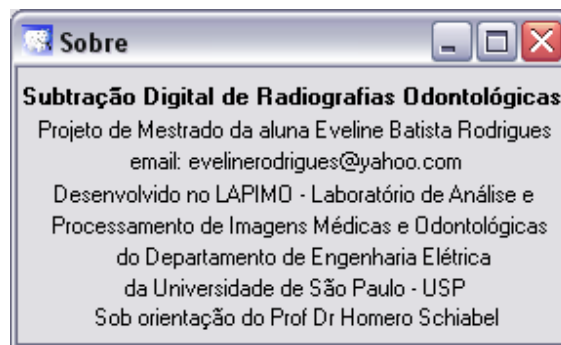 Sobre
Subtração Digital de Radiografias Odontológicas
Projeto de Mestrado da aluna Eveline Batista Rodrigues
email: evelinerodrigues@yahoo.com
Desenvolvido no LAPIMO - Laboratório de Análise e
Processamento de Imagens Médicas e Odontológicas
do Departamento de Engenharia Elétrica
da Universidade de São Paulo - USP
Sob orientação do Prof Dr Homero Schiabel